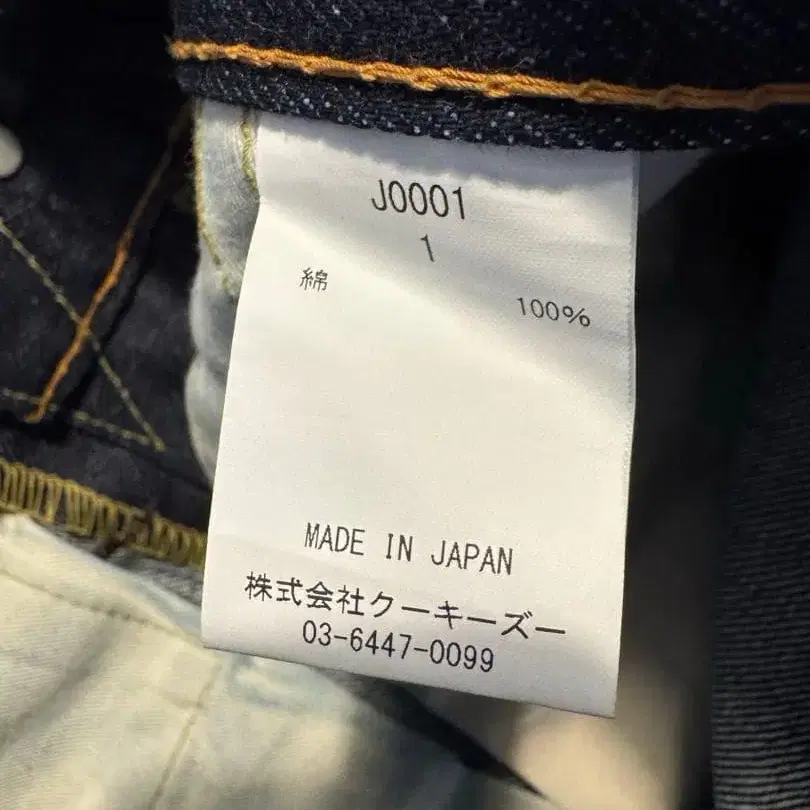 J0001
1
綿 100%
MADE IN JAPAN
株式会社クーキーズー
03-6447-0099